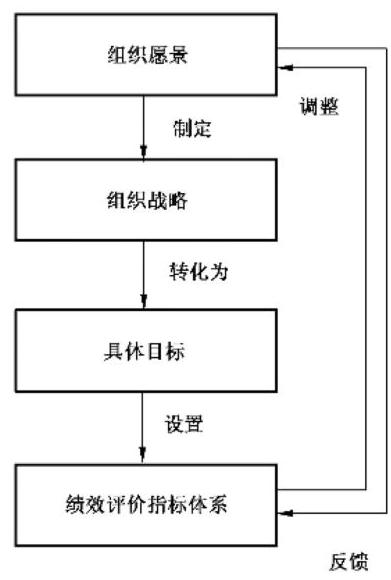 组织愿景
调整
制定
组织战略
转化为
具体目标
设置
绩效评价指标体系
反馈